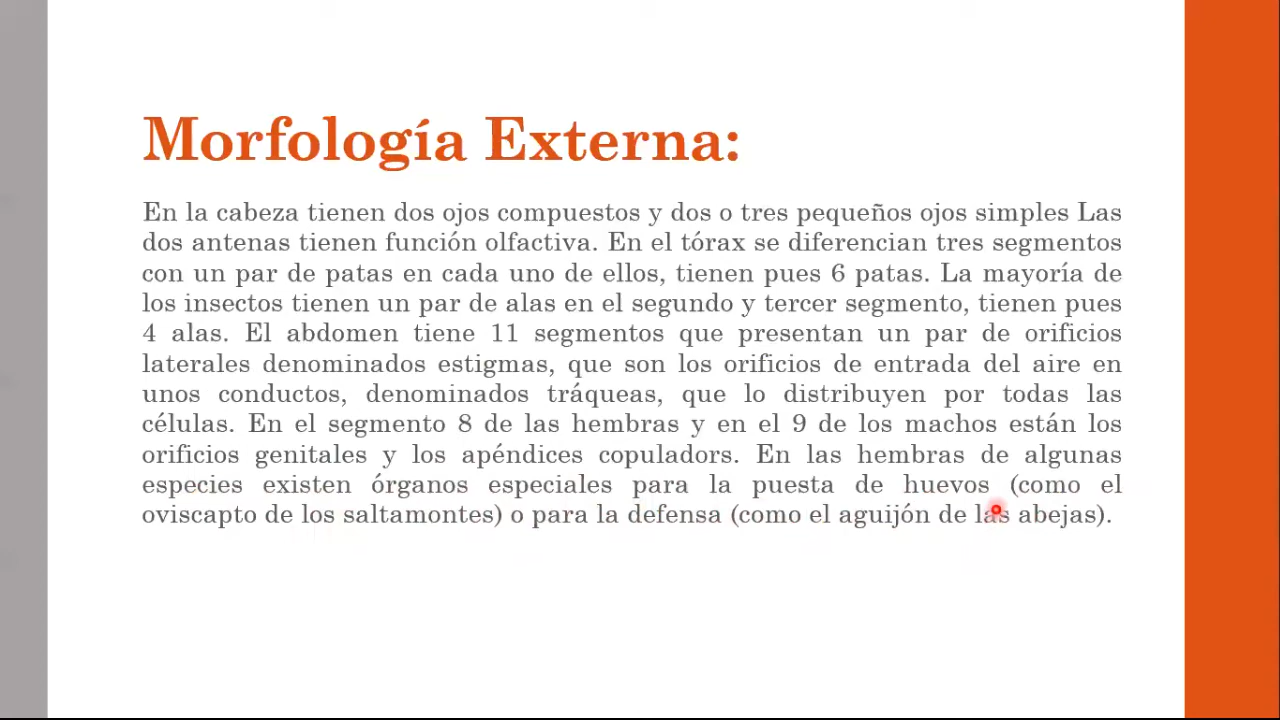 Morfología Externa:
En la cabeza tienen dos ojos compuestos y dos o tres pequeños ojos simples Las
dos antenas tienen función olfactiva. En el tórax se diferencian tres segmentos
con un par de patas en cada uno de ellos, tienen pues 6 patas. La mayoría de
los insectos tienen un par de alas en el segundo y tercer segmento, tienen pues
4 alas. El abdomen tiene 11 segmentos que presentan un par de orificios
laterales denominados estigmas, que son los orificios de entrada del aire en
unos conductos, denominados tráqueas, que lo distribuyen por todas las
células. En el segmento 8 de las hembras y en el 9 de los machos están los
orificios genitales y los apéndices copuladors. En las hembras de algunas
especies existen órganos especiales para la puesta de huevos (como el
oviscapto de los saltamontes) o para la defensa (como el aguijón de las abejas).